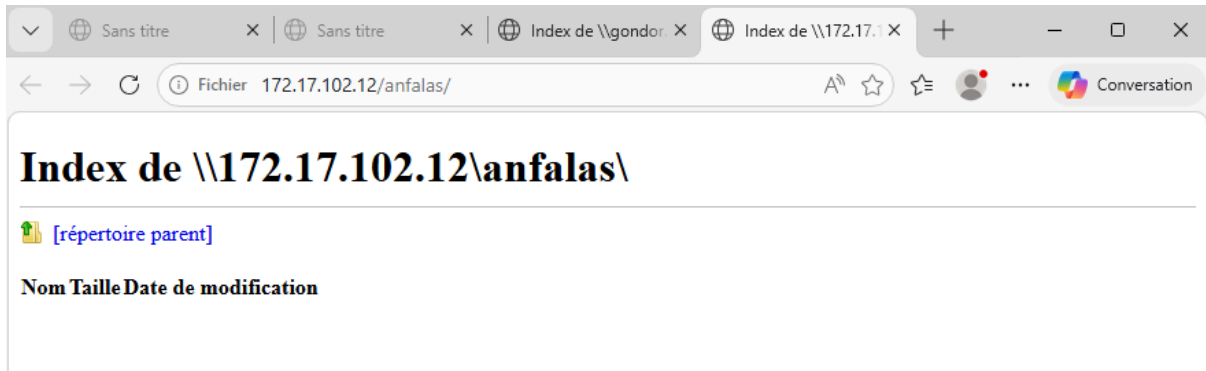 Sans titre
Sans titre
Index de \\gondor.
Index de \\172.17.1
Fichier 172.17.102.12/anfalas/
Conversation
Index de \\172.17.102.12\anfalas\
[répertoire parent]
Nom Taille Date de modification